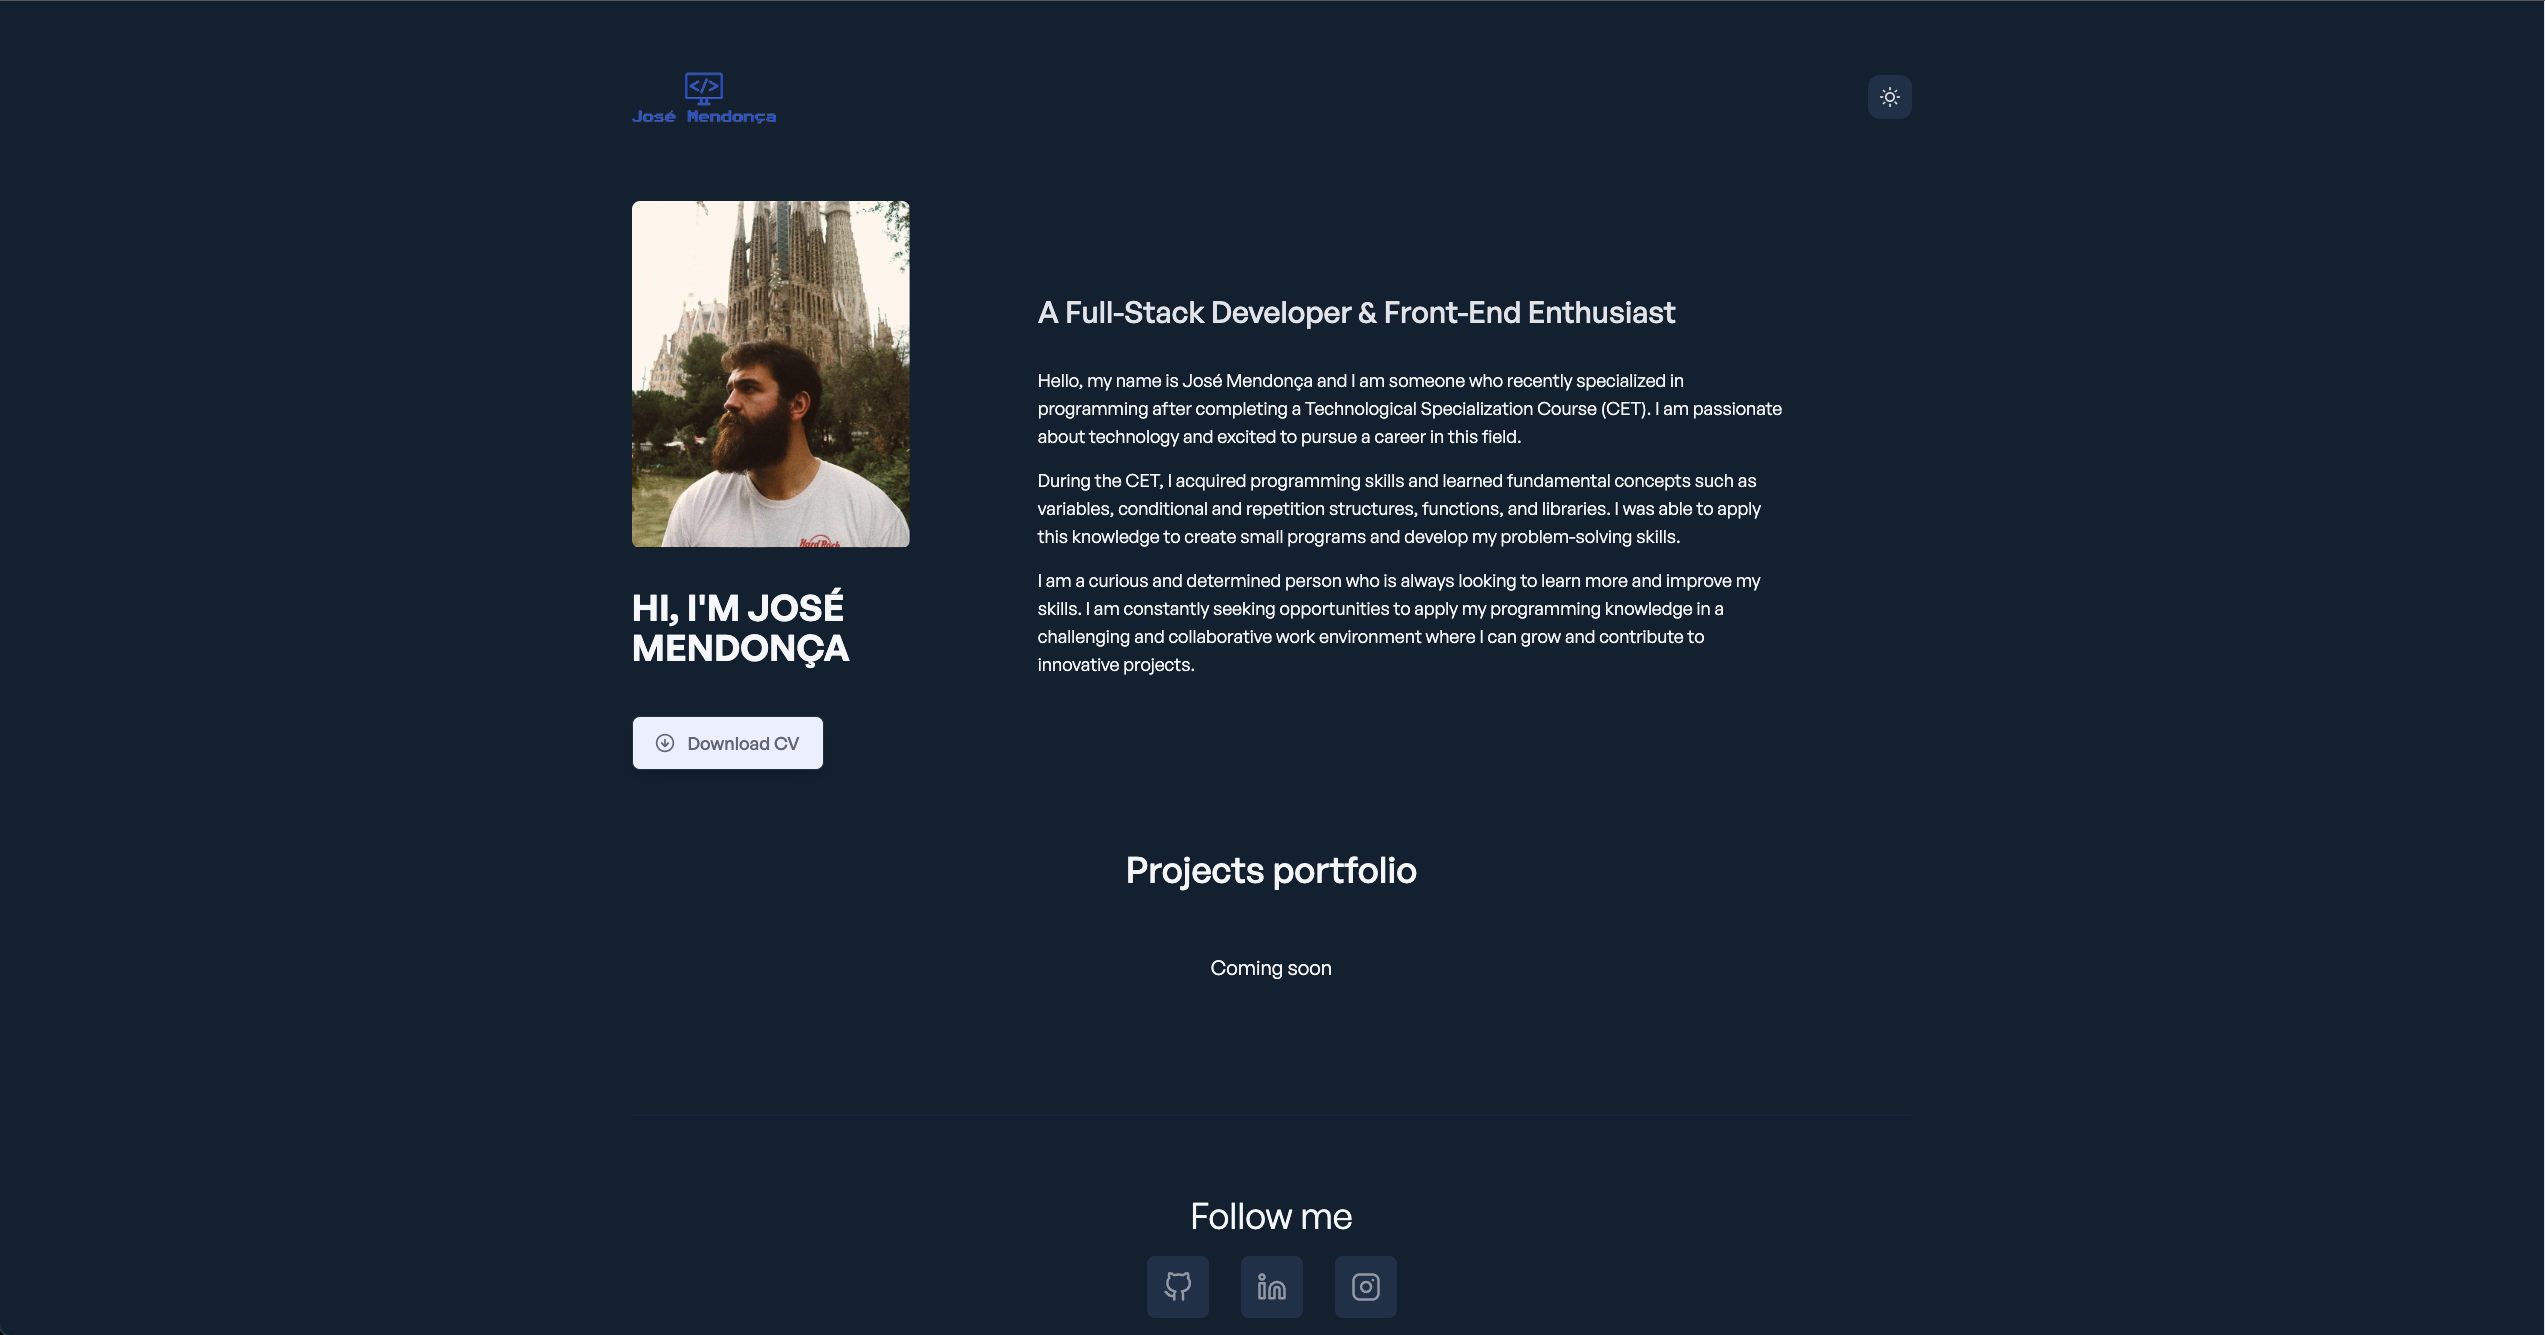 </>
José Mendonça
Hard Rock
HI, I'M JOSÉ
MENDONÇA
Download CV
A Full-Stack Developer & Front-End Enthusiast
Hello, my name is José Mendonça and I am someone who recently specialized in
programming after completing a Technological Specialization Course (CET). I am passionate
about technology and excited to pursue a career in this field.
During the CET, I acquired programming skills and learned fundamental concepts such as
variables, conditional and repetition structures, functions, and libraries. I was able to apply
this knowledge to create small programs and develop my problem-solving skills.
I am a curious and determined person who is always looking to learn more and improve my
skills. I am constantly seeking opportunities to apply my programming knowledge in a
challenging and collaborative work environment where I can grow and contribute to
innovative projects.
Projects portfolio
Coming soon
Follow me
in